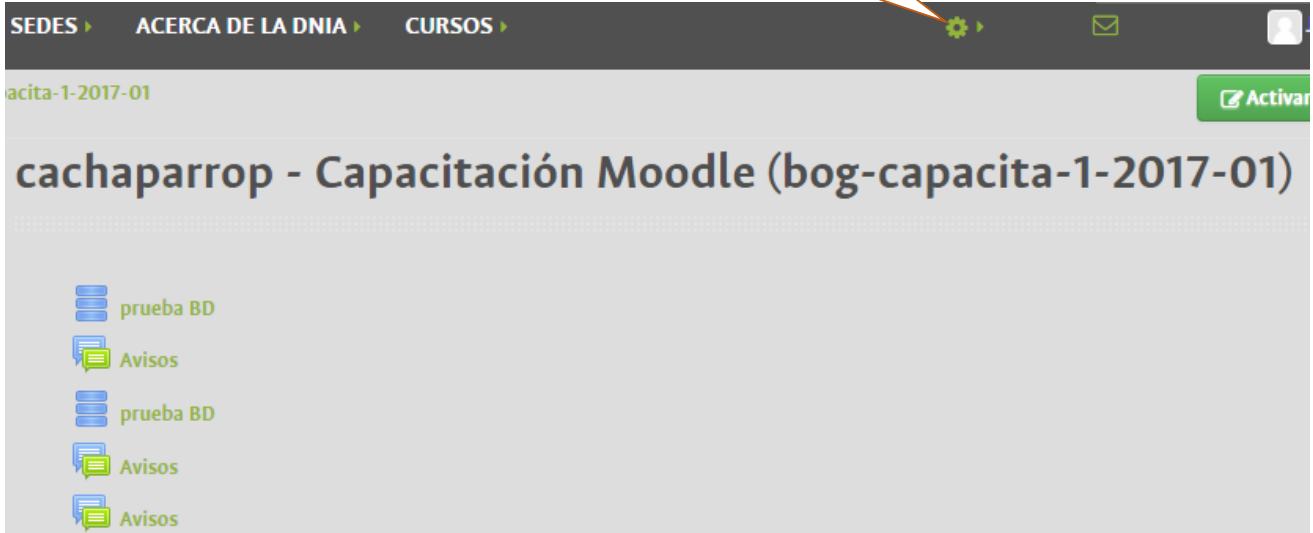 SEDES ACERCA DE LA DNIA CURSOS
acita-1-2017-01 Activar
cachaparrop - Capacitación Moodle (bog-capacita-1-2017-01)
prueba BD
Avisos
prueba BD
Avisos
Avisos